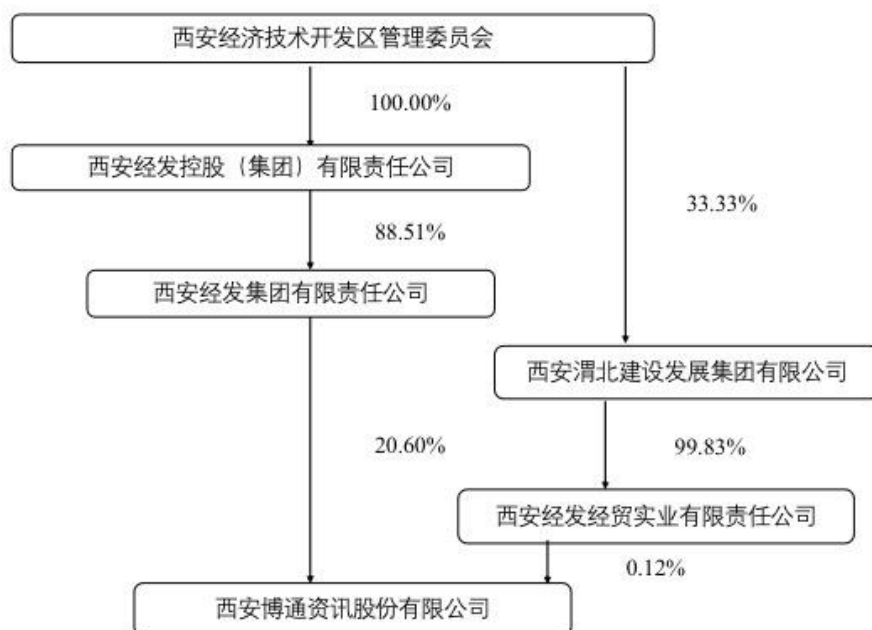 西安经济技术开发区管理委员会
100.00%
西安经发控股（集团）有限责任公司
33.33%
88.51%
西安经发集团有限责任公司
西安渭北建设发展集团有限公司
20.60%
99.83%
西安经发经贸实业有限责任公司
0.12%
西安博通资讯股份有限公司